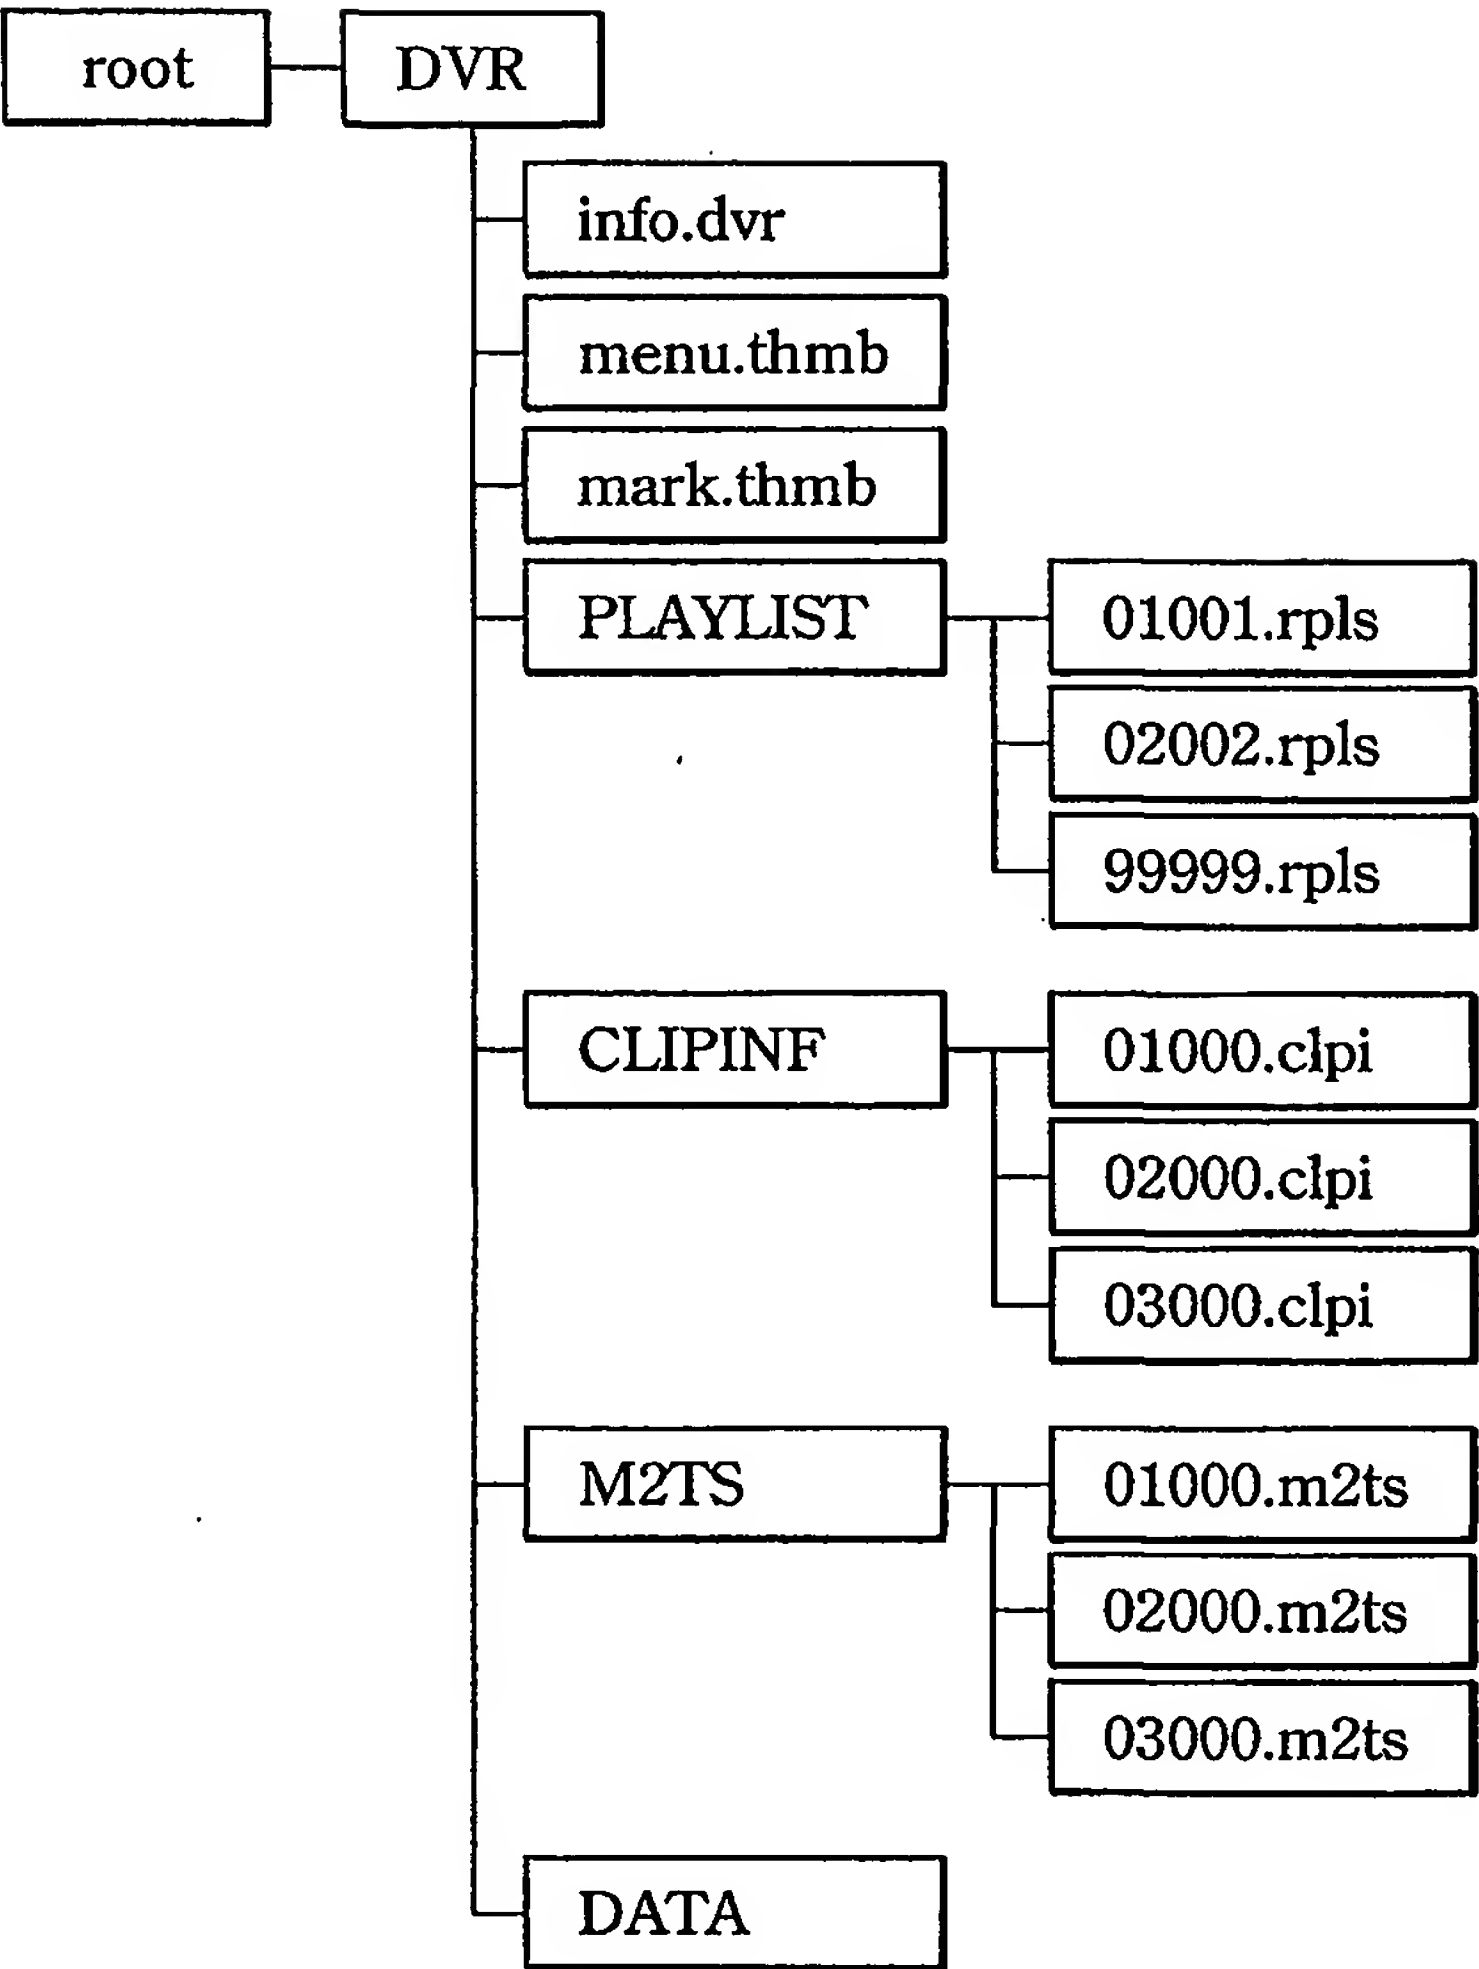 root
DVR
info.dvr
menu.thmb
mark.thmb
PLAYLIST
01001.rpls
02002.rpls
99999.rpls
CLIPINF
01000.clpi
02000.clpi
03000.clpi
M2TS
01000.m2ts
02000.m2ts
03000.m2ts
DATA